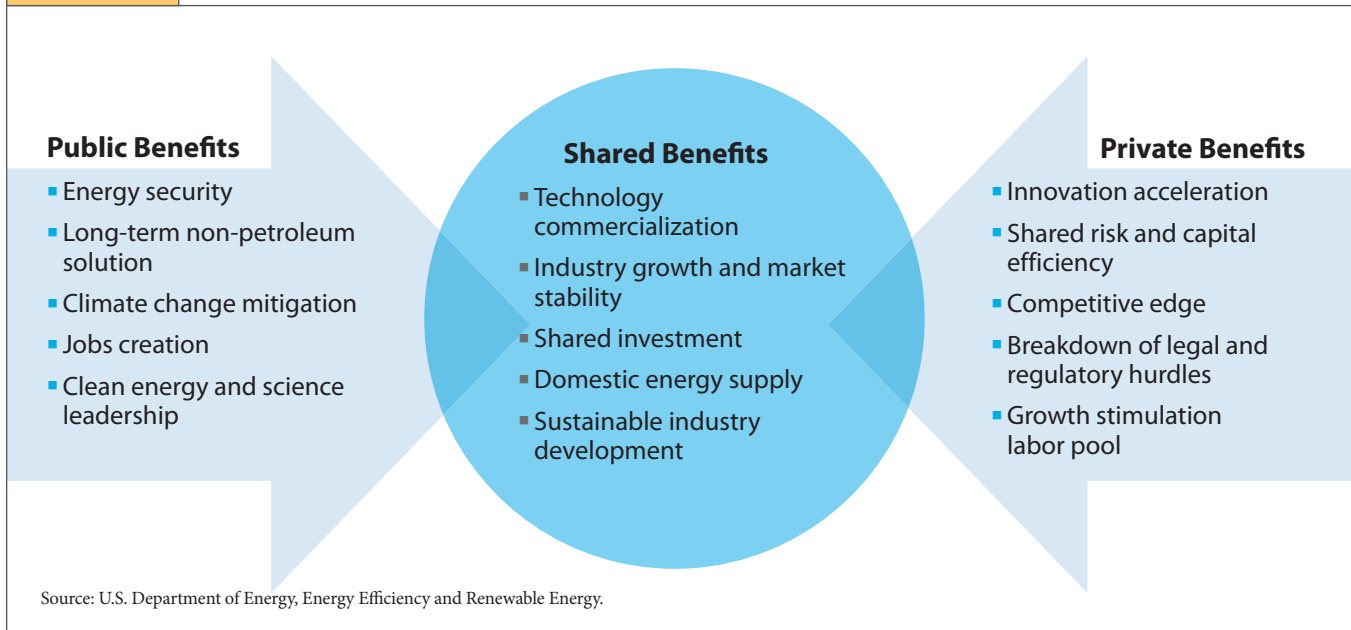 Public Benefits
▪ Energy security
▪ Long-term non-petroleum
solution
▪ Climate change mitigation
▪ Jobs creation
▪ Clean energy and science
leadership
Shared Benefits
▪ Technology
commercialization
▪ Industry growth and market
stability
▪ Shared investment
▪ Domestic energy supply
▪ Sustainable industry
development
Private Benefits
▪ Innovation acceleration
▪ Shared risk and capital
efficiency
▪ Competitive edge
▪ Breakdown of legal and
regulatory hurdles
▪ Growth stimulation
labor pool
Source: U.S. Department of Energy, Energy Efficiency and Renewable Energy.